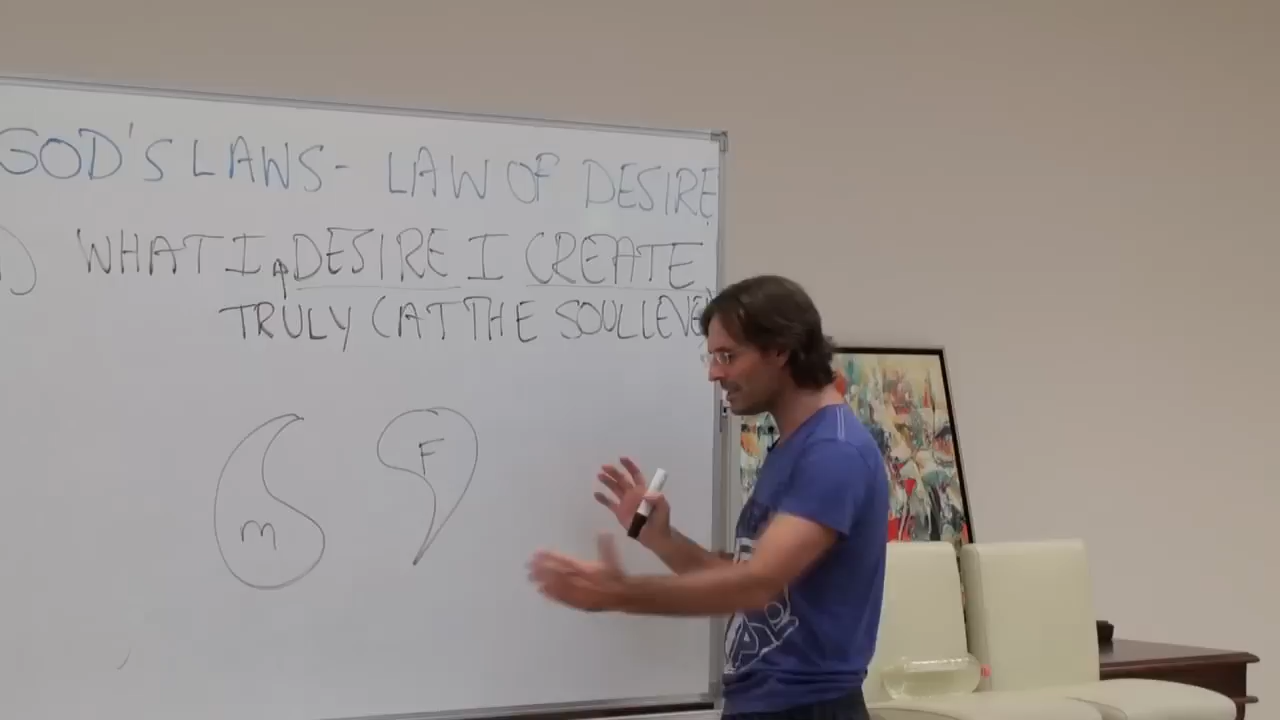 GOD'S LAWS - LAW OF DESIRE
) WHAT I DESIRE I CREATE
TRULY (AT THE SOUL LEVEL
M
F